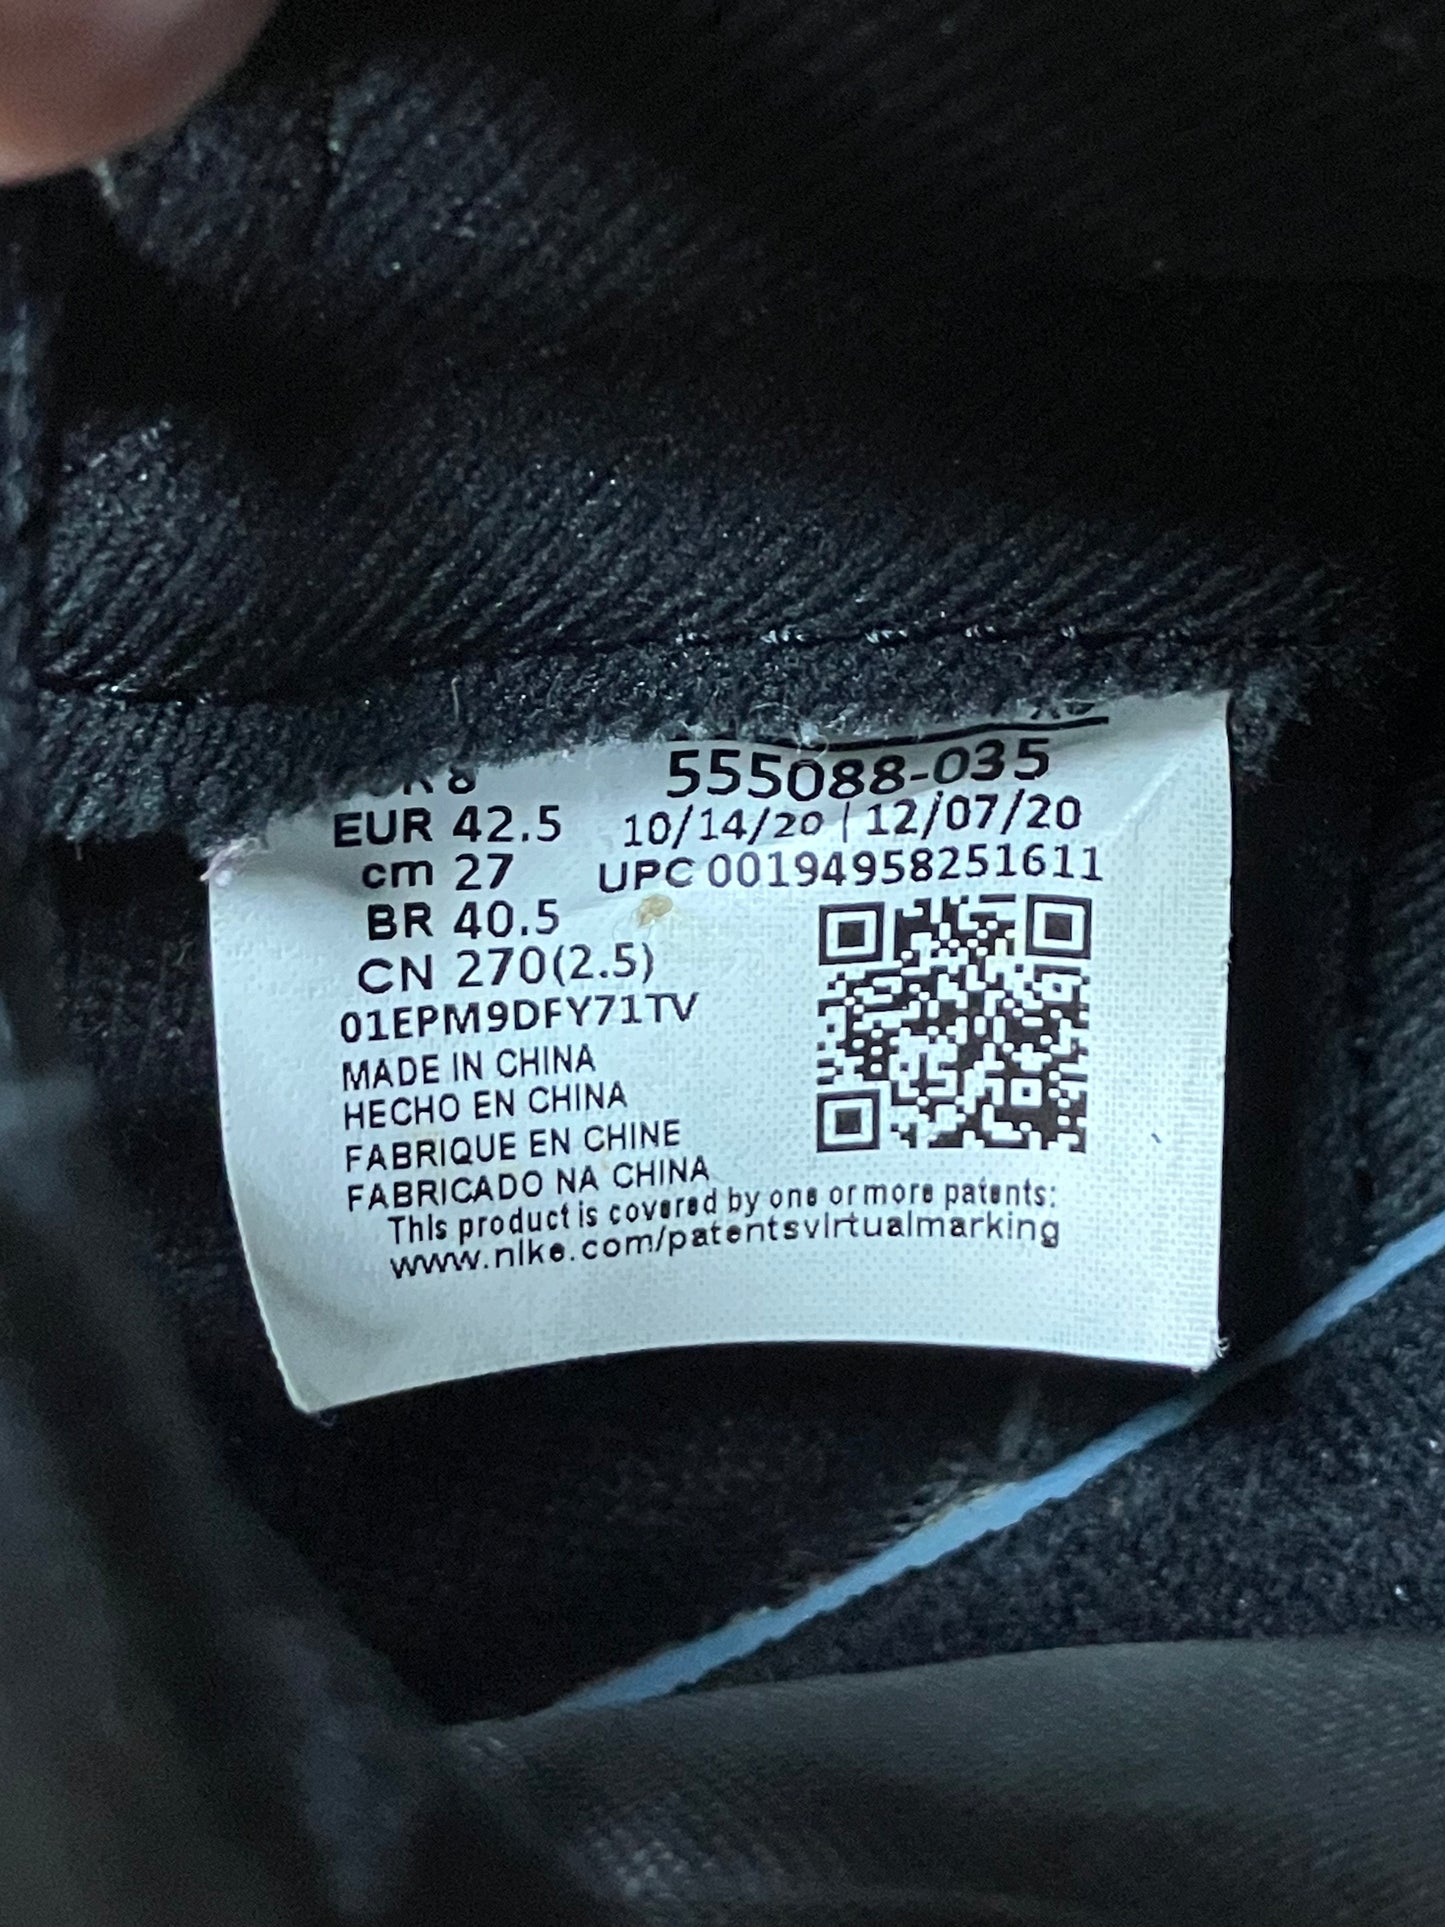 8
555088-035
EUR 42.5
10/14/20 | 12/07/20
cm 27
UPC 00194958251611
BR 40.5
CN 270(2.5)
01EPM9DFY71TV
MADE IN CHINA
HECHO EN CHINA
FABRIQUE EN CHINE
FABRICADO NA CHINA
This product is covered by one or more patents:
www.nike.com/patentsvirtualmarking